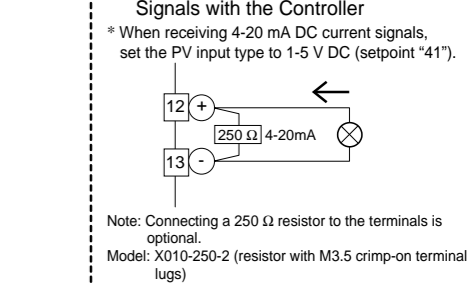 Signals with the Controller
* When receiving 4-20 mA DC current signals,
set the PV input type to 1-5 V DC (setpoint “41”).
12 +
250 Ω 4-20mA
13 -
Note: Connecting a 250 Ω resistor to the terminals is
optional.
Model: X010-250-2 (resistor with M3.5 crimp-on terminal
lugs)